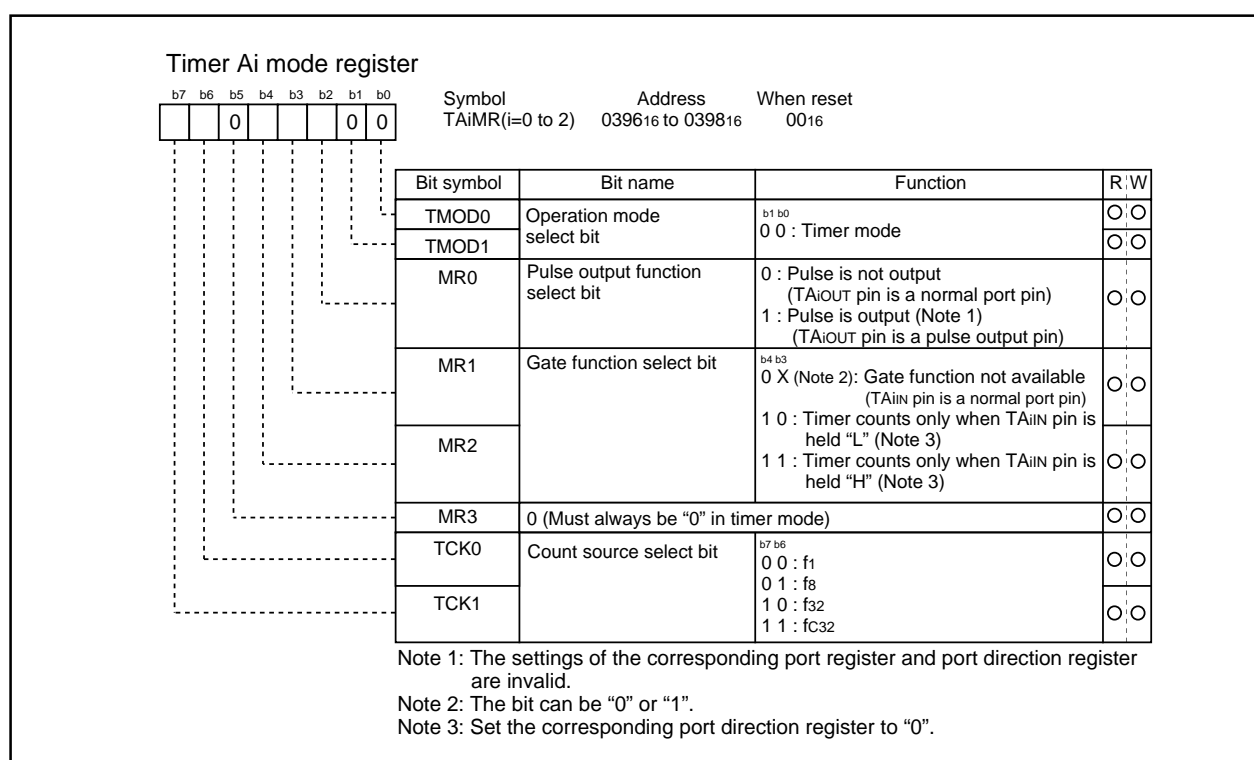 Timer Ai mode register
b7 b6 b5 b4 b3 b2 b1 b0
0 0 0
Symbol Address When reset
TAiMR(i=0 to 2) 039616 to 039816 0016
Bit symbol Bit name Function R W
TMOD0
TMOD1
Operation mode
select bit
b1 b0
0 0 : Timer mode
MR0
Pulse output function
select bit
0 : Pulse is not output
(TAiOUT pin is a normal port pin)
1 : Pulse is output (Note 1)
(TAiOUT pin is a pulse output pin)
MR1
MR2
Gate function select bit
b4 b3
0 X (Note 2): Gate function not available
(TAiIN pin is a normal port pin)
1 0 : Timer counts only when TAiIN pin is
held “L” (Note 3)
1 1 : Timer counts only when TAiIN pin is
held “H” (Note 3)
MR3 0 (Must always be “0” in timer mode)
TCK0
TCK1
Count source select bit
b7 b6
0 0 : f1
0 1 : f8
1 0 : f32
1 1 : fC32
Note 1: The settings of the corresponding port register and port direction register
are invalid.
Note 2: The bit can be “0” or “1”.
Note 3: Set the corresponding port direction register to “0”.